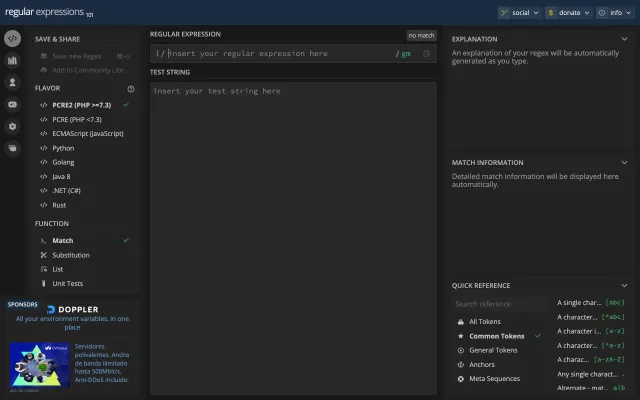 regular expressions 101
social
donate
info
SAVE & SHARE
Save new Regex ⌘+s
Add to Community Libr...
FLAVOR
PCRE2 (PHP >=7.3)
PCRE (PHP <7.3)
ECMAScript (JavaScript)
Python
Golang
Java 8
.NET (C#)
Rust
FUNCTION
Match
Substitution
List
Unit Tests
SPONSORS
DOPPLER
All your environment variables, in one
place
Servidores
polivalentes. Ancho
de banda ilimitado
hasta 500Mbit/s,
Anti-DDoS incluido.
REGULAR EXPRESSION
no match
/ insert your regular expression here / gm
TEST STRING
insert your test string here
EXPLANATION
An explanation of your regex will be automatically
generated as you type.
MATCH INFORMATION
Detailed match information will be displayed here
automatically.
QUICK REFERENCE
Search reference
All Tokens
Common Tokens
General Tokens
Anchors
Meta Sequences
A single char... [abc]
A character... [^abc]
A character i... [a-z]
A character... [^a-z]
A charac... [a-zA-Z]
Any single charact... .
Alternate - mat... a|b